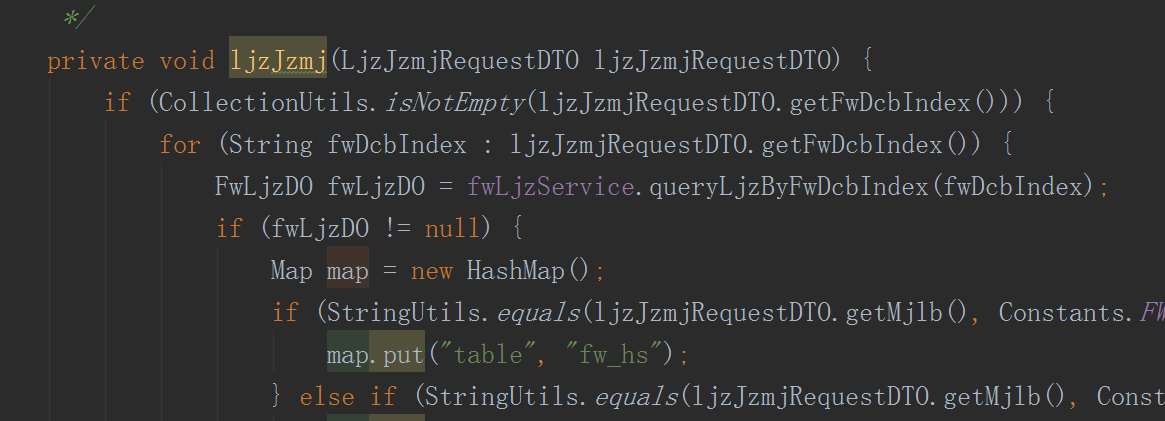 */
private void ljzJzmj(LjzJzmjRequestDTO ljzJzmjRequestDTO) {
if (CollectionUtils.isNotEmpty(ljzJzmjRequestDTO.getFwDcbIndex())) {
for (String fwDcbIndex : ljzJzmjRequestDTO.getFwDcbIndex()) {
FwLjzDO fwLjzDO = fwLjzService.queryLjzByFwDcbIndex(fwDcbIndex);
if (fwLjzDO != null) {
Map map = new HashMap();
if (StringUtils.equals(ljzJzmjRequestDTO.getMjlb(), Constants.FW
map.put("table", "fw_hs");
} else if (StringUtils.equals(ljzJzmjRequestDTO.getMjlb(), Const